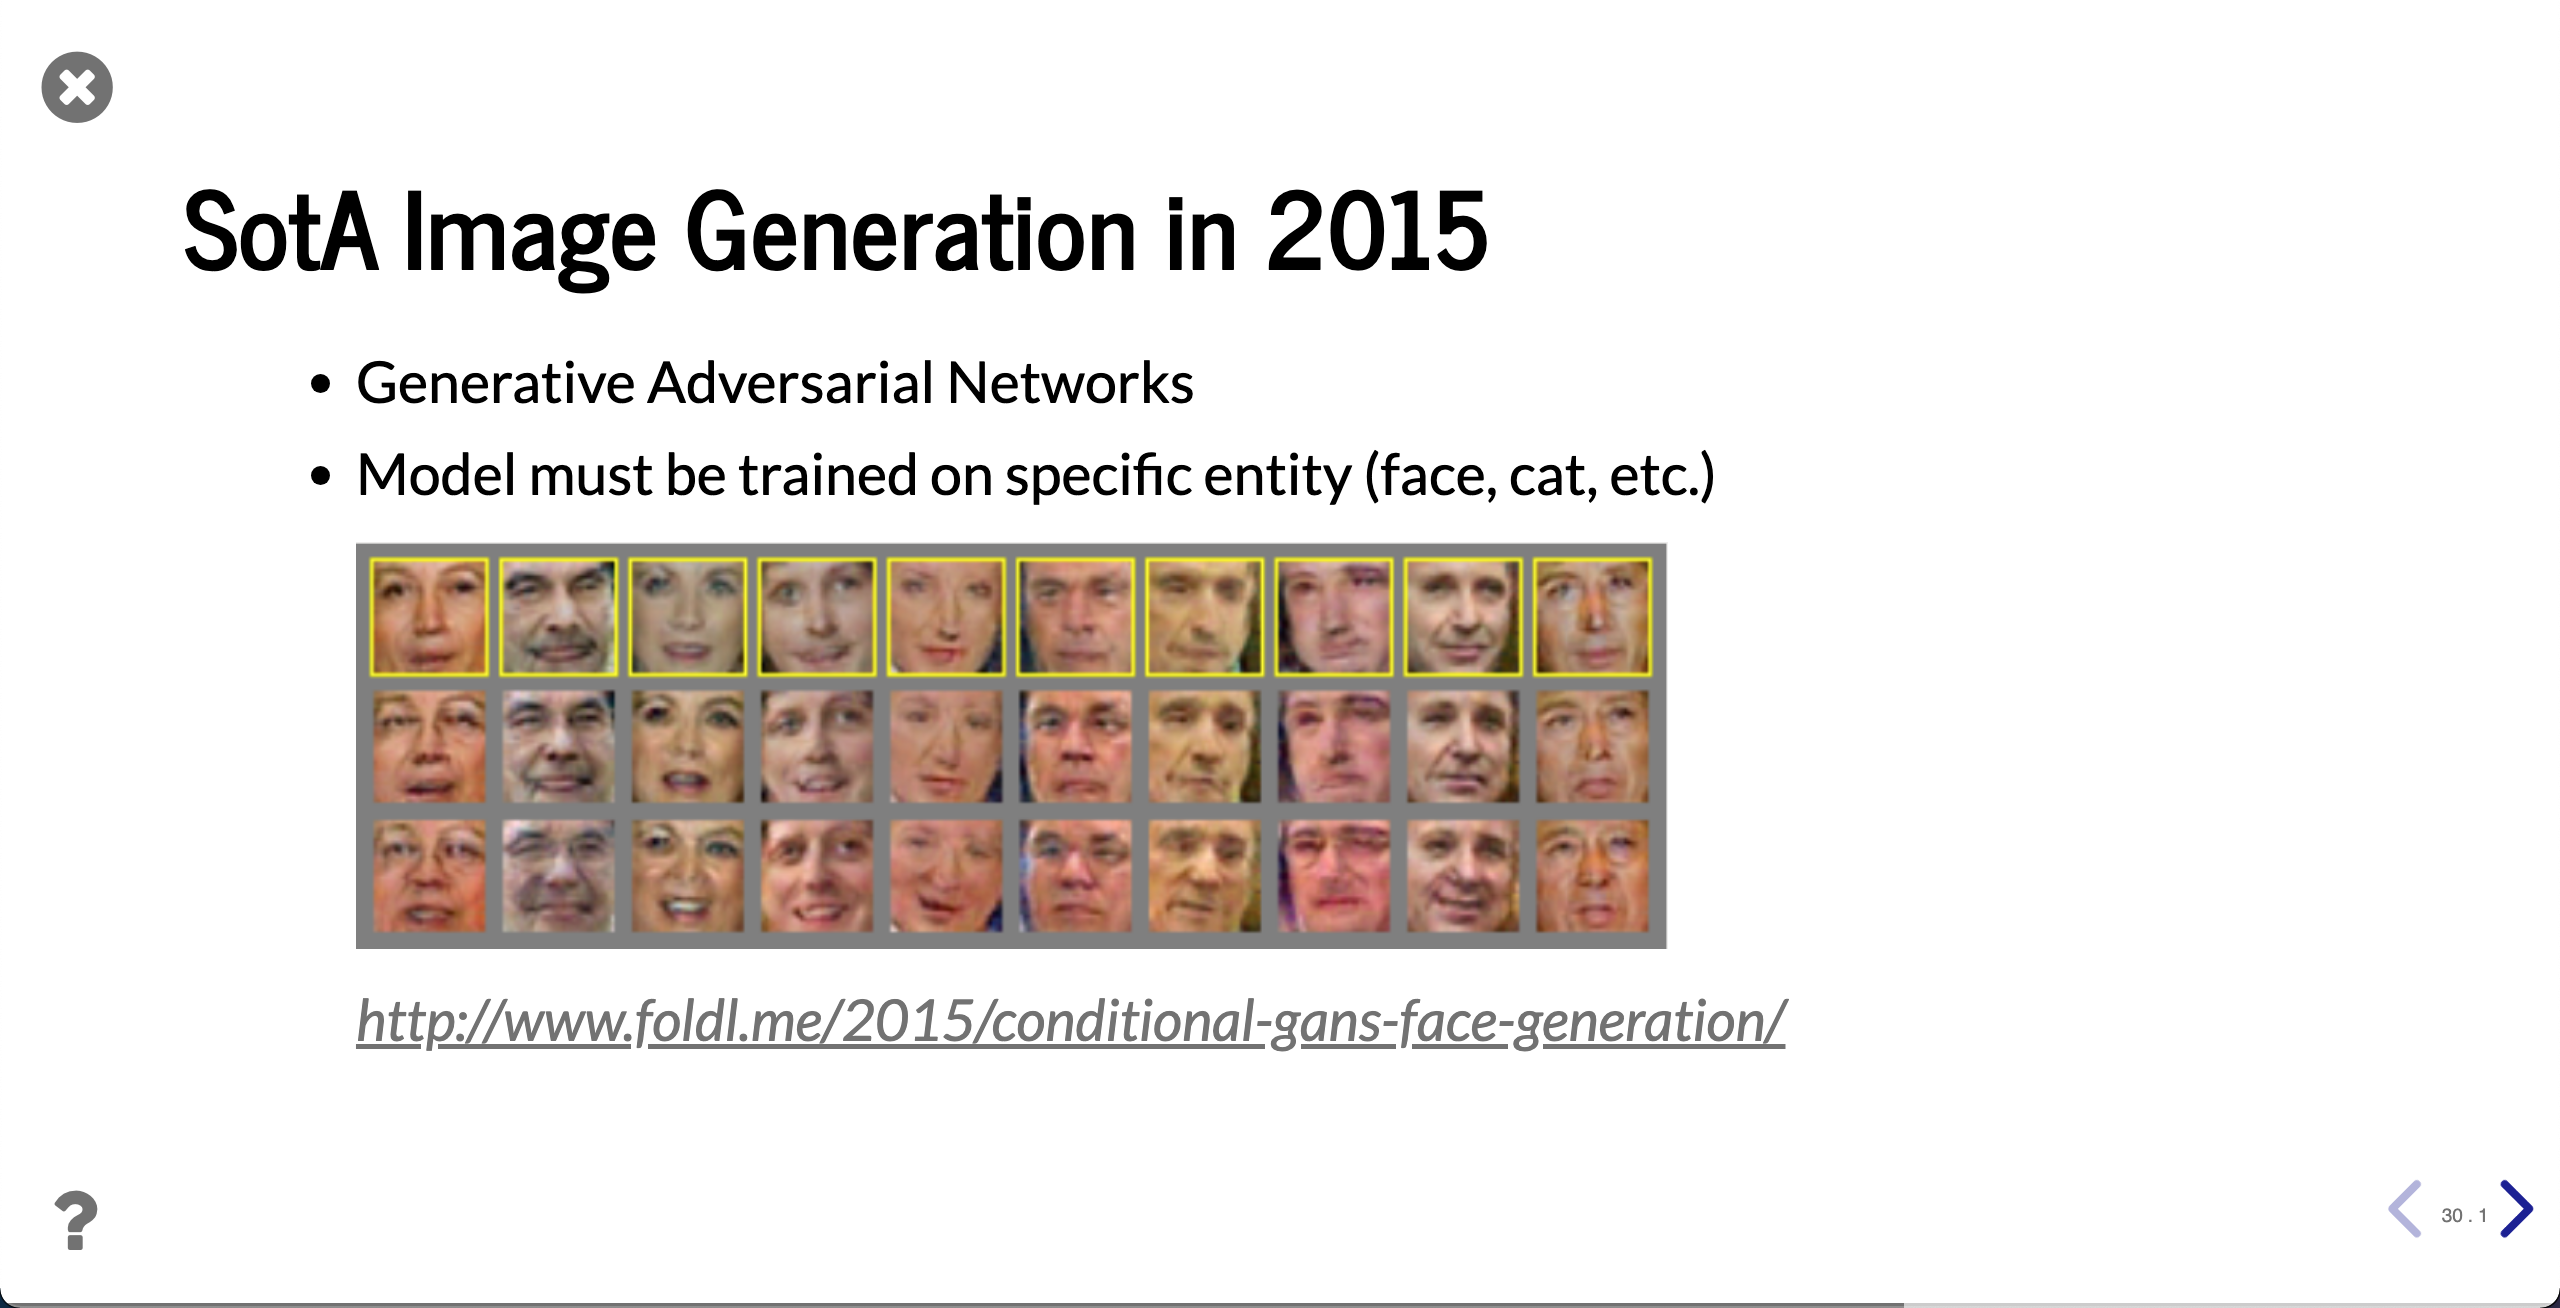 SotA Image Generation in 2015
• Generative Adversarial Networks
• Model must be trained on specific entity (face, cat, etc.)
http://www.foldl.me/2015/conditional-gans-face-generation/
?
30 . 1